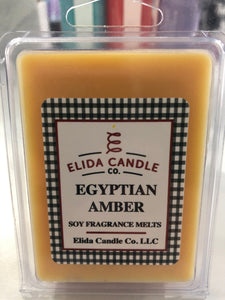 ELIDA CANDLE
CO.
EGYPTIAN
AMBER
SOY FRAGRANCE MELTS
Elida Candle Co. LLC